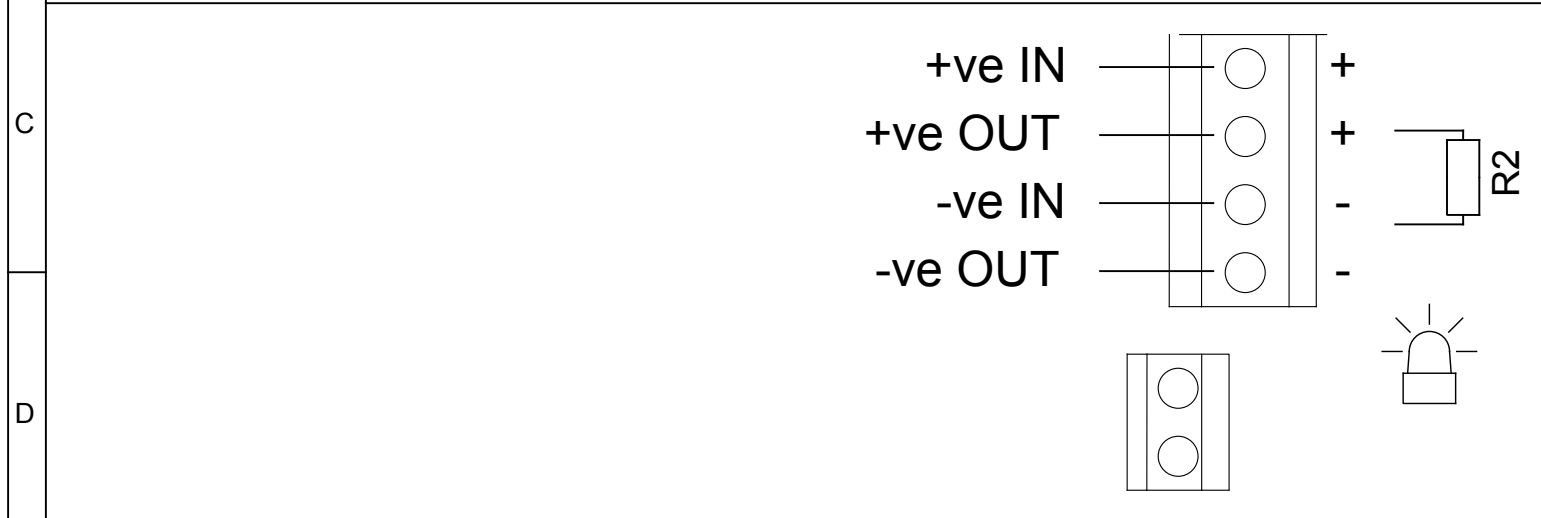 C
+ve IN +
+ve OUT +
-ve IN -
-ve OUT -
R2
D